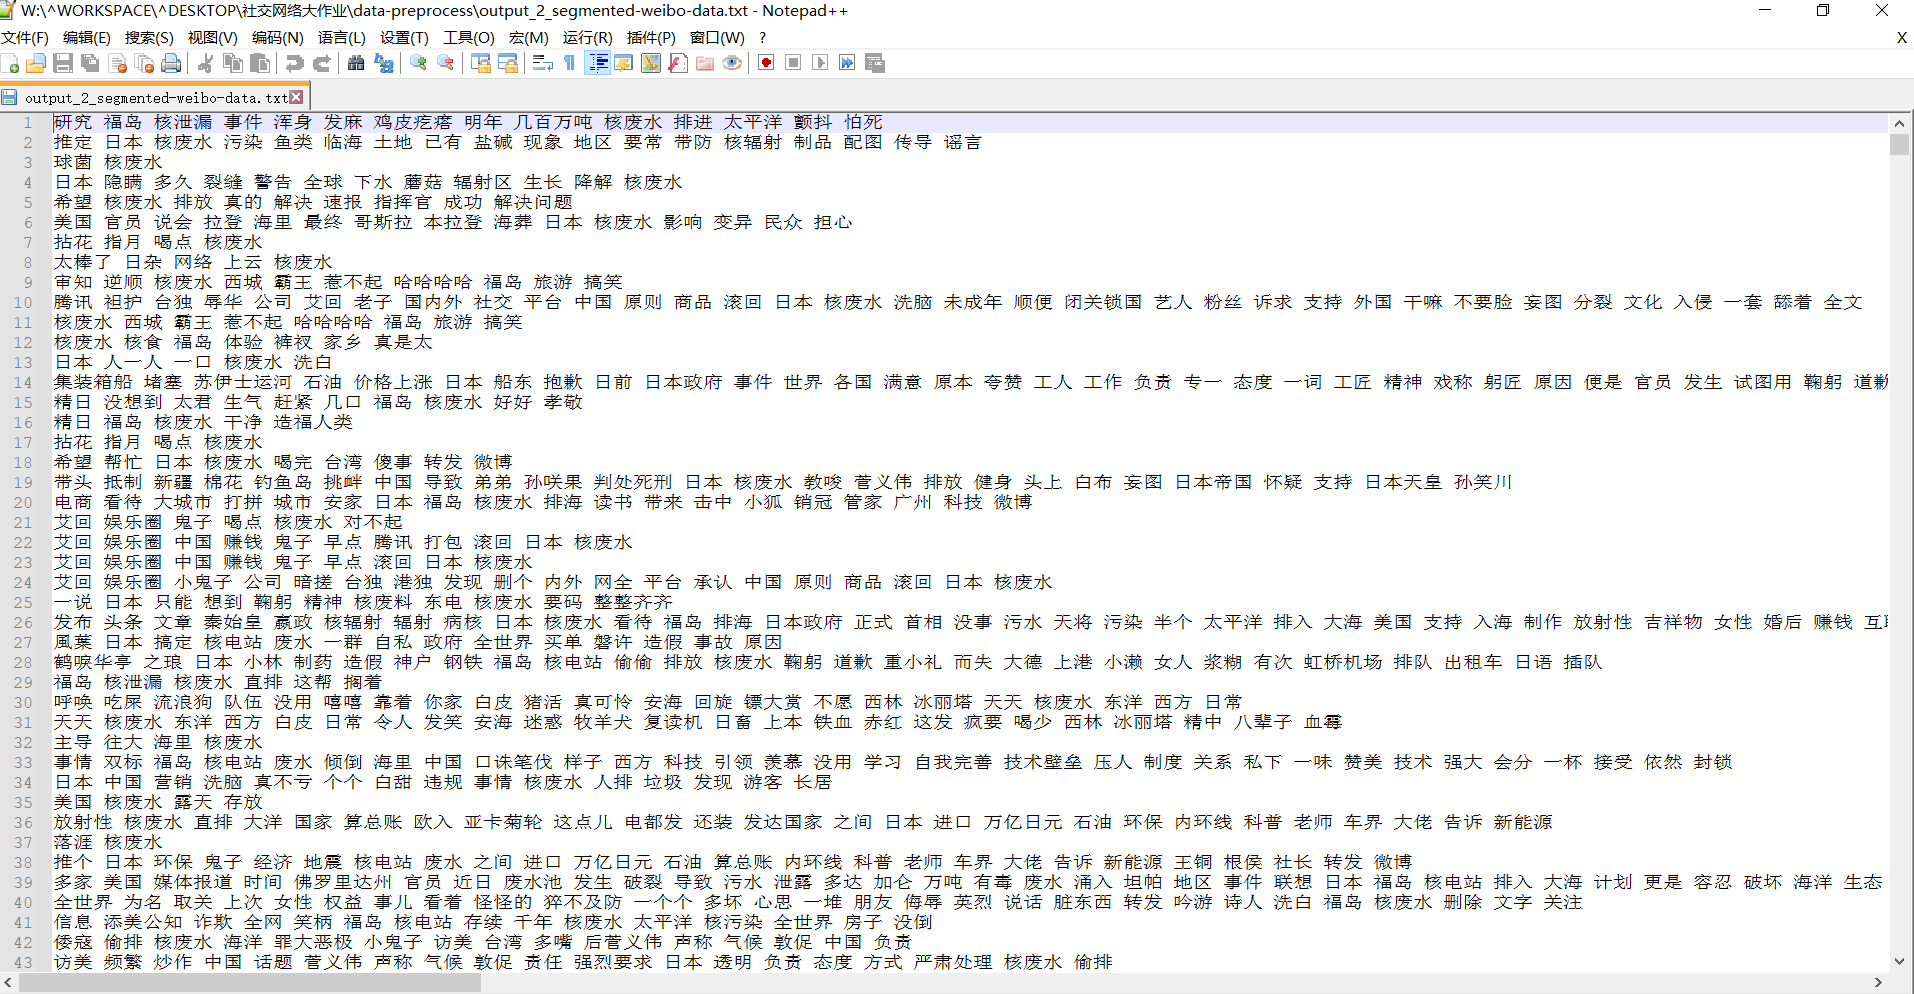 W:\^WORKSPACE\^DESKTOP\社交网络大作业\data-preprocess\output_2_segmented-weibo-data.txt - Notepad++
文件(F) 编辑(E) 搜索(S) 视图(V) 编码(N) 语言(L) 设置(T) 工具(O) 宏(M) 运行(R) 插件(P) 窗口(W) ? X
output_2_segmented-weibo-data.txt
1 研究 福岛 核泄漏 事件 浑身 发麻 鸡皮疙瘩 明年 几百万吨 核废水 排进 太平洋 颤抖 怕死
2 推定 日本 核废水 污染 鱼类 临海 土地 已有 盐碱 现象 地区 要常 带防 核辐射 制品 配图 传导 谣言
3 球菌 核废水
4 日本 隐瞒 多久 裂缝 警告 全球 下水 蘑菇 辐射区 生长 降解 核废水
5 希望 核废水 排放 真的 解决 速报 指挥官 成功 解决问题
6 美国 官员 说会 拉登 海里 最终 哥斯拉 本拉登 海葬 日本 核废水 影响 变异 民众 担心
7 拈花 指月 喝点 核废水
8 太棒了 日杂 网络 上云 核废水
9 审知 逆顺 核废水 西城 霸王 惹不起 哈哈哈哈 福岛 旅游 搞笑
10 腾讯 袒护 台独 辱华 公司 艾回 老子 国内外 社交 平台 中国 原则 商品 滚回 日本 核废水 洗脑 未成年 顺便 闭关锁国 艺人 粉丝 诉求 支持 外国 干嘛 不要脸 妄图 分裂 文化 入侵 一套 舔着 全文
11 核废水 西城 霸王 惹不起 哈哈哈哈 福岛 旅游 搞笑
12 核废水 核食 福岛 体验 裤衩 家乡 真是太
13 日本 人一人 一口 核废水 洗白
14 集装箱船 堵塞 苏伊士运河 石油 价格上涨 日本 船东 抱歉 日前 日本政府 事件 世界 各国 满意 原本 夸赞 工人 工作 负责 专一 态度 一词 工匠 精神 戏称 躬匠 原因 便是 官员 发生 试图用 鞠躬 道歉
15 精日 没想到 太君 生气 赶紧 几口 福岛 核废水 好好 孝敬
16 精日 福岛 核废水 干净 造福人类
17 拈花 指月 喝点 核废水
18 希望 帮忙 日本 核废水 喝完 台湾 傻事 转发 微博
19 带头 抵制 新疆 棉花 钓鱼岛 挑衅 中国 导致 弟弟 孙咲果 判处死刑 日本 核废水 教唆 菅义伟 排放 健身 头上 白布 妄图 日本帝国 怀疑 支持 日本天皇 孙笑川
20 电商 看待 大城市 打拼 城市 安家 日本 福岛 核废水 排海 读书 带来 击中 小狐 销冠 管家 广州 科技 微博
21 艾回 娱乐圈 鬼子 喝点 核废水 对不起
22 艾回 娱乐圈 中国 赚钱 鬼子 早点 腾讯 打包 滚回 日本 核废水
23 艾回 娱乐圈 中国 赚钱 鬼子 早点 滚回 日本 核废水
24 艾回 娱乐圈 小鬼子 公司 暗搓 台独 港独 发现 删个 内外 网全 平台 承认 中国 原则 商品 滚回 日本 核废水
25 一说 日本 只能 想到 鞠躬 精神 核废料 东电 核废水 要码 整整齐齐
26 发布 头条 文章 秦始皇 嬴政 核辐射 辐射 病核 日本 核废水 看待 福岛 排海 日本政府 正式 首相 没事 污水 天将 污染 半个 太平洋 排入 大海 美国 支持 入海 制作 放射性 吉祥物 女性 婚后 赚钱
27 風葉 日本 搞定 核电站 废水 一群 自私 政府 全世界 买单 磐许 造假 事故 原因
28 鹤唳华亭 之琅 日本 小林 制药 造假 神户 钢铁 福岛 核电站 偷偷 排放 核废水 鞠躬 道歉 重小礼 而失 大德 上港 小濑 女人 浆糊 有次 虹桥机场 排队 出租车 日语 插队
29 福岛 核泄漏 核废水 直排 这帮 搁着
30 呼唤 吃屎 流浪狗 队伍 没用 嘻嘻 靠着 你家 白皮 猪活 真可怜 安海 回旋 镖大赏 不愿 西林 冰丽塔 天天 核废水 东洋 西方 日常
31 天天 核废水 东洋 西方 白皮 日常 令人 发笑 安海 迷惑 牧羊犬 复读机 日畜 上本 铁血 赤红 这发 疯要 喝少 西林 冰丽塔 精中 八辈子 血霉
32 主导 往大 海里 核废水
33 事情 双标 福岛 核电站 废水 倾倒 海里 中国 口诛笔伐 样子 西方 科技 引领 羡慕 没用 学习 自我完善 技术壁垒 压人 制度 关系 私下 一味 赞美 技术 强大 会分 一杯 接受 依然 封锁
34 日本 中国 营销 洗脑 真不亏 个个 白甜 违规 事情 核废水 人排 垃圾 发现 游客 长居
35 美国 核废水 露天 存放
36 放射性 核废水 直排 大洋 国家 算总账 欧入 亚卡菊轮 这点儿 电都发 还装 发达国家 之间 日本 进口 万亿日元 石油 环保 内环线 科普 老师 车界 大佬 告诉 新能源
37 落涯 核废水
38 推个 日本 环保 鬼子 经济 地震 核电站 废水 之间 进口 万亿日元 石油 算总账 内环线 科普 老师 车界 大佬 告诉 新能源 王铜 根侯 社长 转发 微博
39 多家 美国 媒体报道 时间 佛罗里达州 官员 近日 废水池 发生 破裂 导致 污水 泄露 多达 加仑 万吨 有毒 废水 涌入 坦帕 地区 事件 联想 日本 福岛 核电站 排入 大海 计划 更是 容忍 破坏 海洋 生态
40 全世界 为名 取关 上次 女性 权益 事儿 看着 怪怪的 猝不及防 一个个 多坏 心思 一堆 朋友 侮辱 英烈 说话 脏东西 转发 吟游 诗人 洗白 福岛 核废水 删除 文字 关注
41 信息 添美公知 诈欺 全网 笑柄 福岛 核电站 存续 千年 核废水 太平洋 核污染 全世界 房子 没倒
42 倭寇 偷排 核废水 海洋 罪大恶极 小鬼子 访美 台湾 多嘴 后菅义伟 声称 气候 敦促 中国 负责
43 访美 频繁 炒作 中国 话题 菅义伟 声称 气候 敦促 责任 强烈要求 日本 透明 负责 态度 方式 严肃处理 核废水 偷排